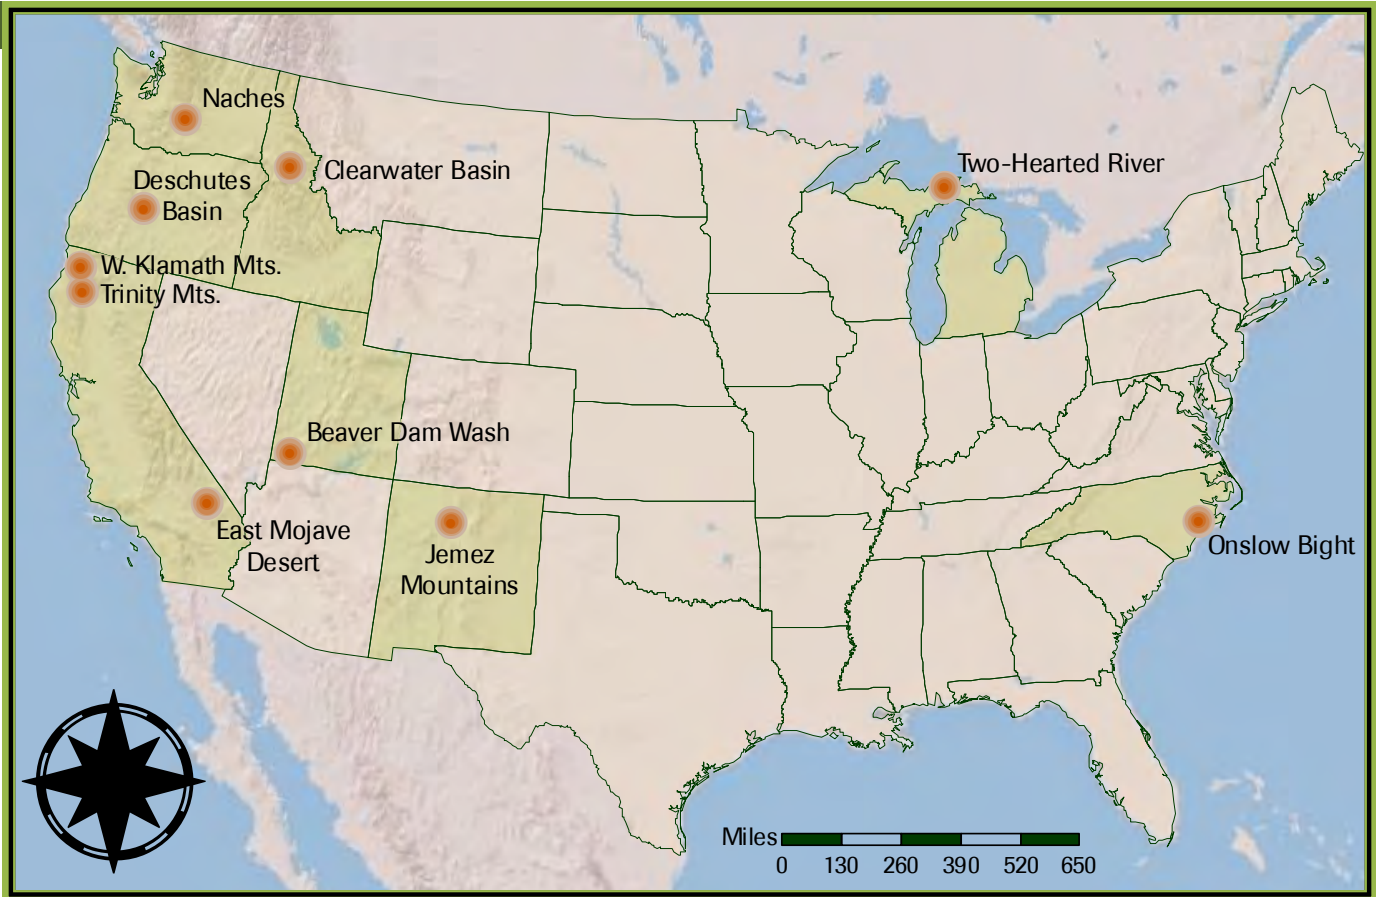 Naches
Clearwater Basin
Two-Hearted River
Deschutes
Basin
W. Klamath Mts.
Trinity Mts.
Beaver Dam Wash
East Mojave
Desert
Jemez
Mountains
Onslow Bight
Miles
0 130 260 390 520 650